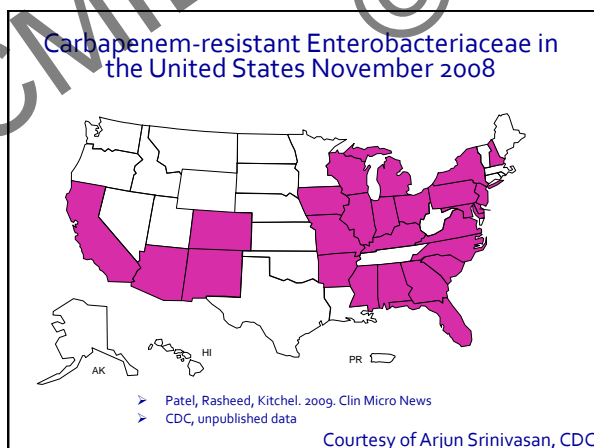 Carbapenem-resistant Enterobacteriaceae in
the United States November 2008
AK
HI
PR
➢ Patel, Rasheed, Kitchel. 2009. Clin Micro News
➢ CDC, unpublished data
Courtesy of Arjun Srinivasan, CDC